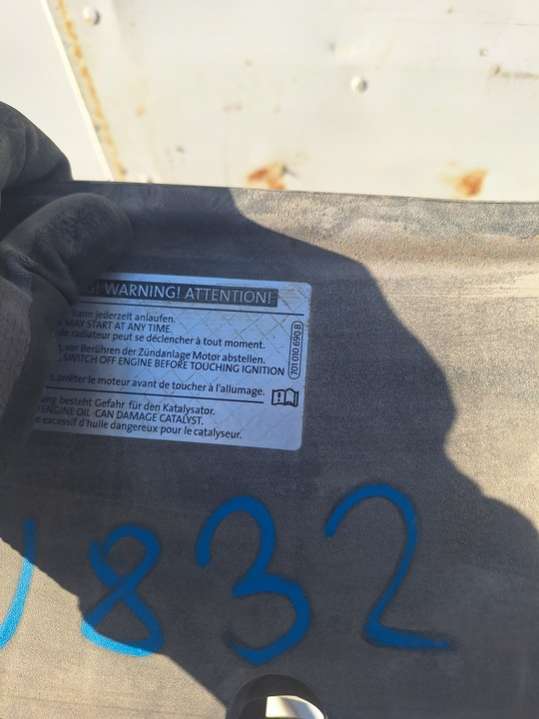 ! WARNING! ATTENTION!
kann jederzeit anlaufen.
MAY START AT ANY TIME.
de radiateur peut se déclencher à tout moment.
vor Berühren der Zündanlage Motor abstellen.
SWITCH OFF ENGINE BEFORE TOUCHING IGNITION
arrêter le moteur avant de toucher à l'allumage.
besteht Gefahr für den Katalysator.
ENGINE OIL CAN DAMAGE CATALYST.
excessif d'huile dangereux pour le catalyseur.
701 010 690 B
832